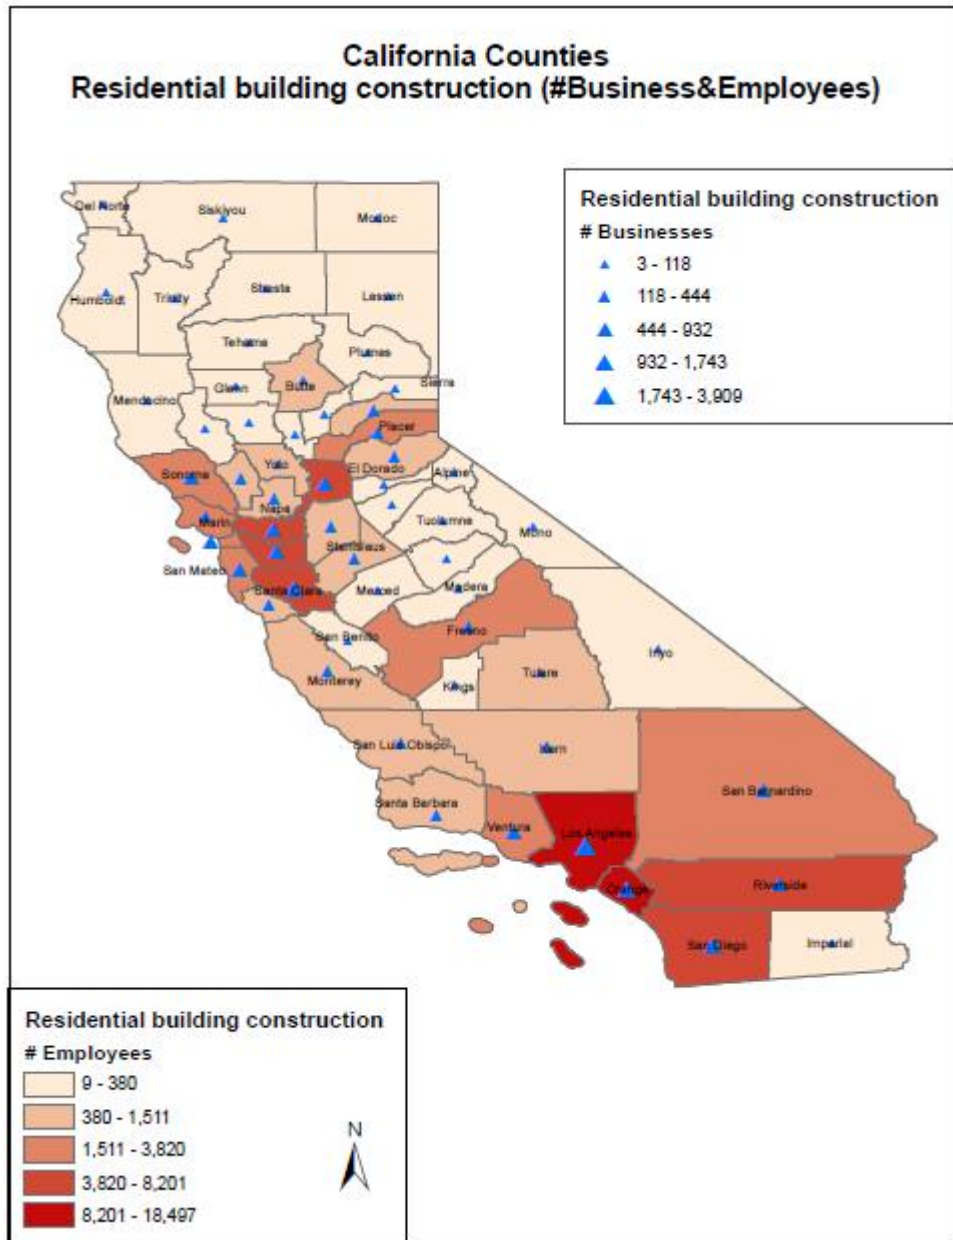 California Counties
Residential building construction (#Business&Employees)
Residential building construction
# Businesses
3 - 118
118 - 444
444 - 932
932 - 1,743
1,743 - 3,909
Del Norte
Siskiyou
Modoc
Humboldt
Trinity
Shasta
Lassen
Tehama
Plumas
Glenn
Butte
Sierra
Mendocino
Placer
Sonoma
Yolo
El Dorado
Alpine
Napa
Marin
Tuolumne
Mono
Stanislaus
San Mateo
Santa Clara
Merced
Madera
San Benito
Fresno
Inyo
Monterey
Kings
Tulare
San Luis Obispo
Kern
Santa Barbara
San Bernardino
Ventura
Los Angeles
Orange
Riverside
San Diego
Imperial
Residential building construction
# Employees
9 - 380
380 - 1,511
1,511 - 3,820
3,820 - 8,201
8,201 - 18,497
N